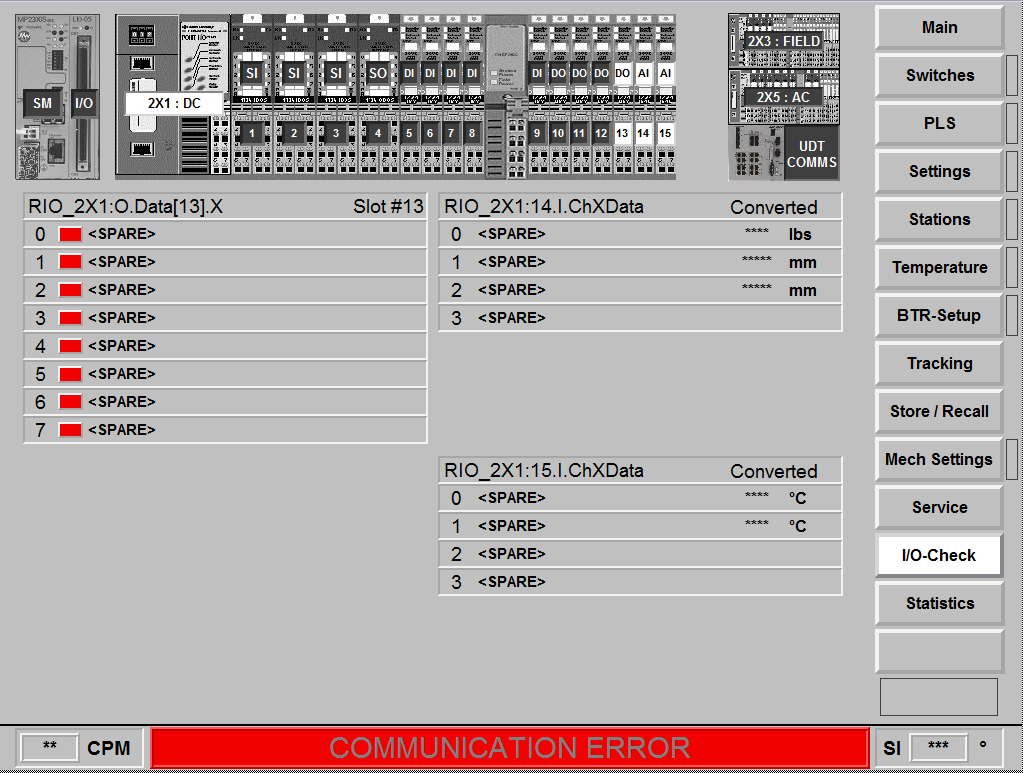 MP2300S
LIO-05
SM
I/O
2X1 : DC
POINT I/O
SI
SI
SI
SO
DI
DI
DI
DI
DI
DO
DO
DO
DO
AI
AI
1
2
3
4
5
6
7
8
9
10
11
12
13
14
15
2X3 : FIELD
2X5 : AC
UDT
COMMS
RIO_2X1:O.Data[13].X Slot #13
0 <SPARE>
1 <SPARE>
2 <SPARE>
3 <SPARE>
4 <SPARE>
5 <SPARE>
6 <SPARE>
7 <SPARE>
RIO_2X1:14.I.ChXData Converted
0 <SPARE> **** lbs
1 <SPARE> ***** mm
2 <SPARE> ***** mm
3 <SPARE>
RIO_2X1:15.I.ChXData Converted
0 <SPARE> **** °C
1 <SPARE> **** °C
2 <SPARE>
3 <SPARE>
Main
Switches
PLS
Settings
Stations
Temperature
BTR-Setup
Tracking
Store / Recall
Mech Settings
Service
I/O-Check
Statistics
** CPM
COMMUNICATION ERROR
SI *** °